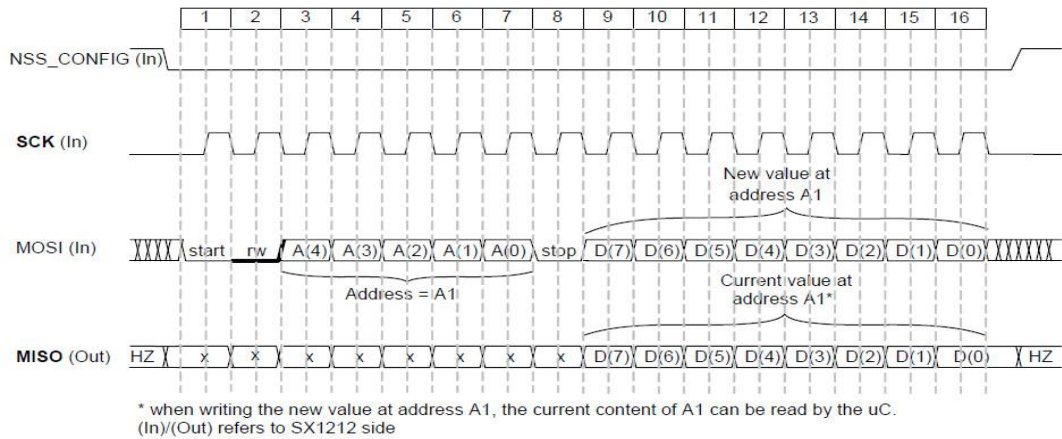 1 2 3 4 5 6 7 8 9 10 11 12 13 14 15 16
NSS_CONFIG (In)
SCK (In)
New value at
address A1
MOSI (In) start rw A(4) A(3) A(2) A(1) A(0) stop D(7) D(6) D(5) D(4) D(3) D(2) D(1) D(0)
Address = A1
Current value at
address A1*
MISO (Out) HZ x x x x x x x x D(7) D(6) D(5) D(4) D(3) D(2) D(1) D(0) HZ
* when writing the new value at address A1, the current content of A1 can be read by the uC.
(In)/(Out) refers to SX1212 side